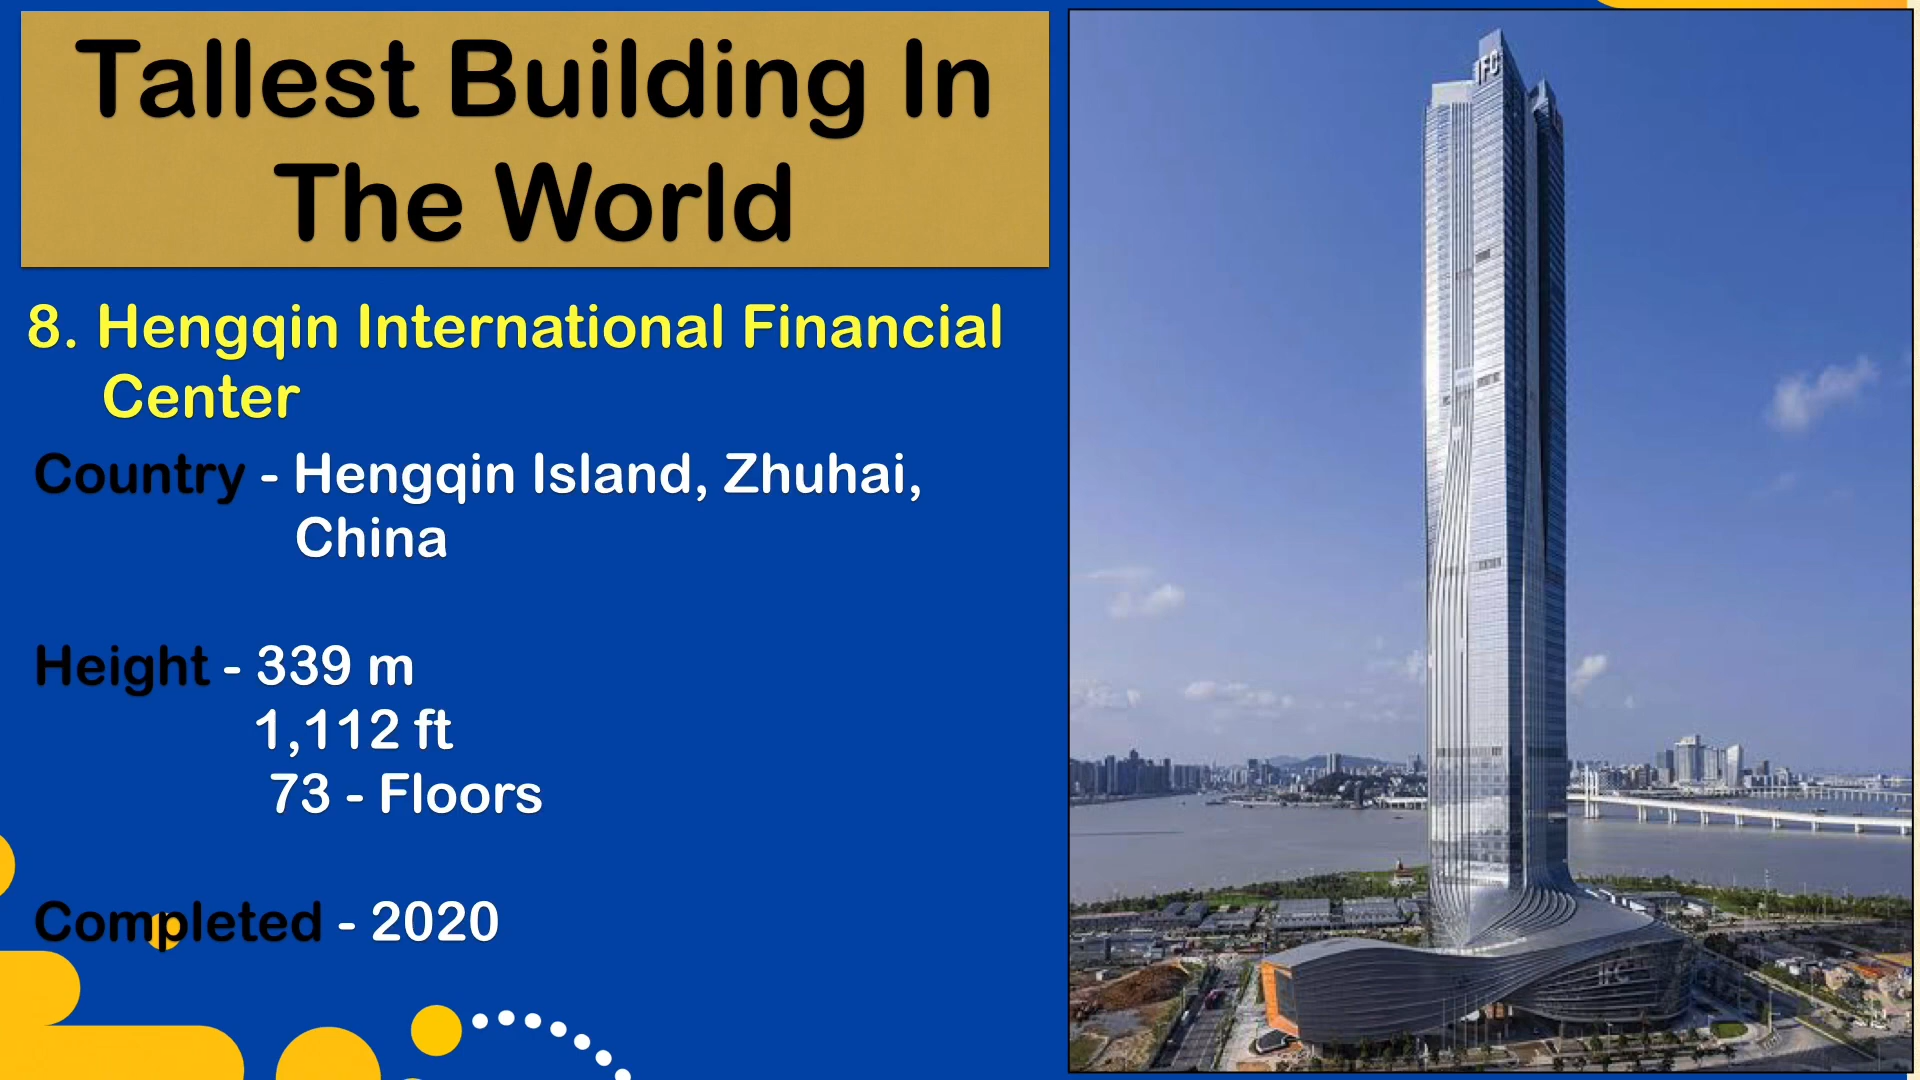 Tallest Building In
The World
8. Hengqin International Financial
Center
Country - Hengqin Island, Zhuhai,
China
Height - 339 m
1,112 ft
73 - Floors
Completed - 2020
IFC
IFC